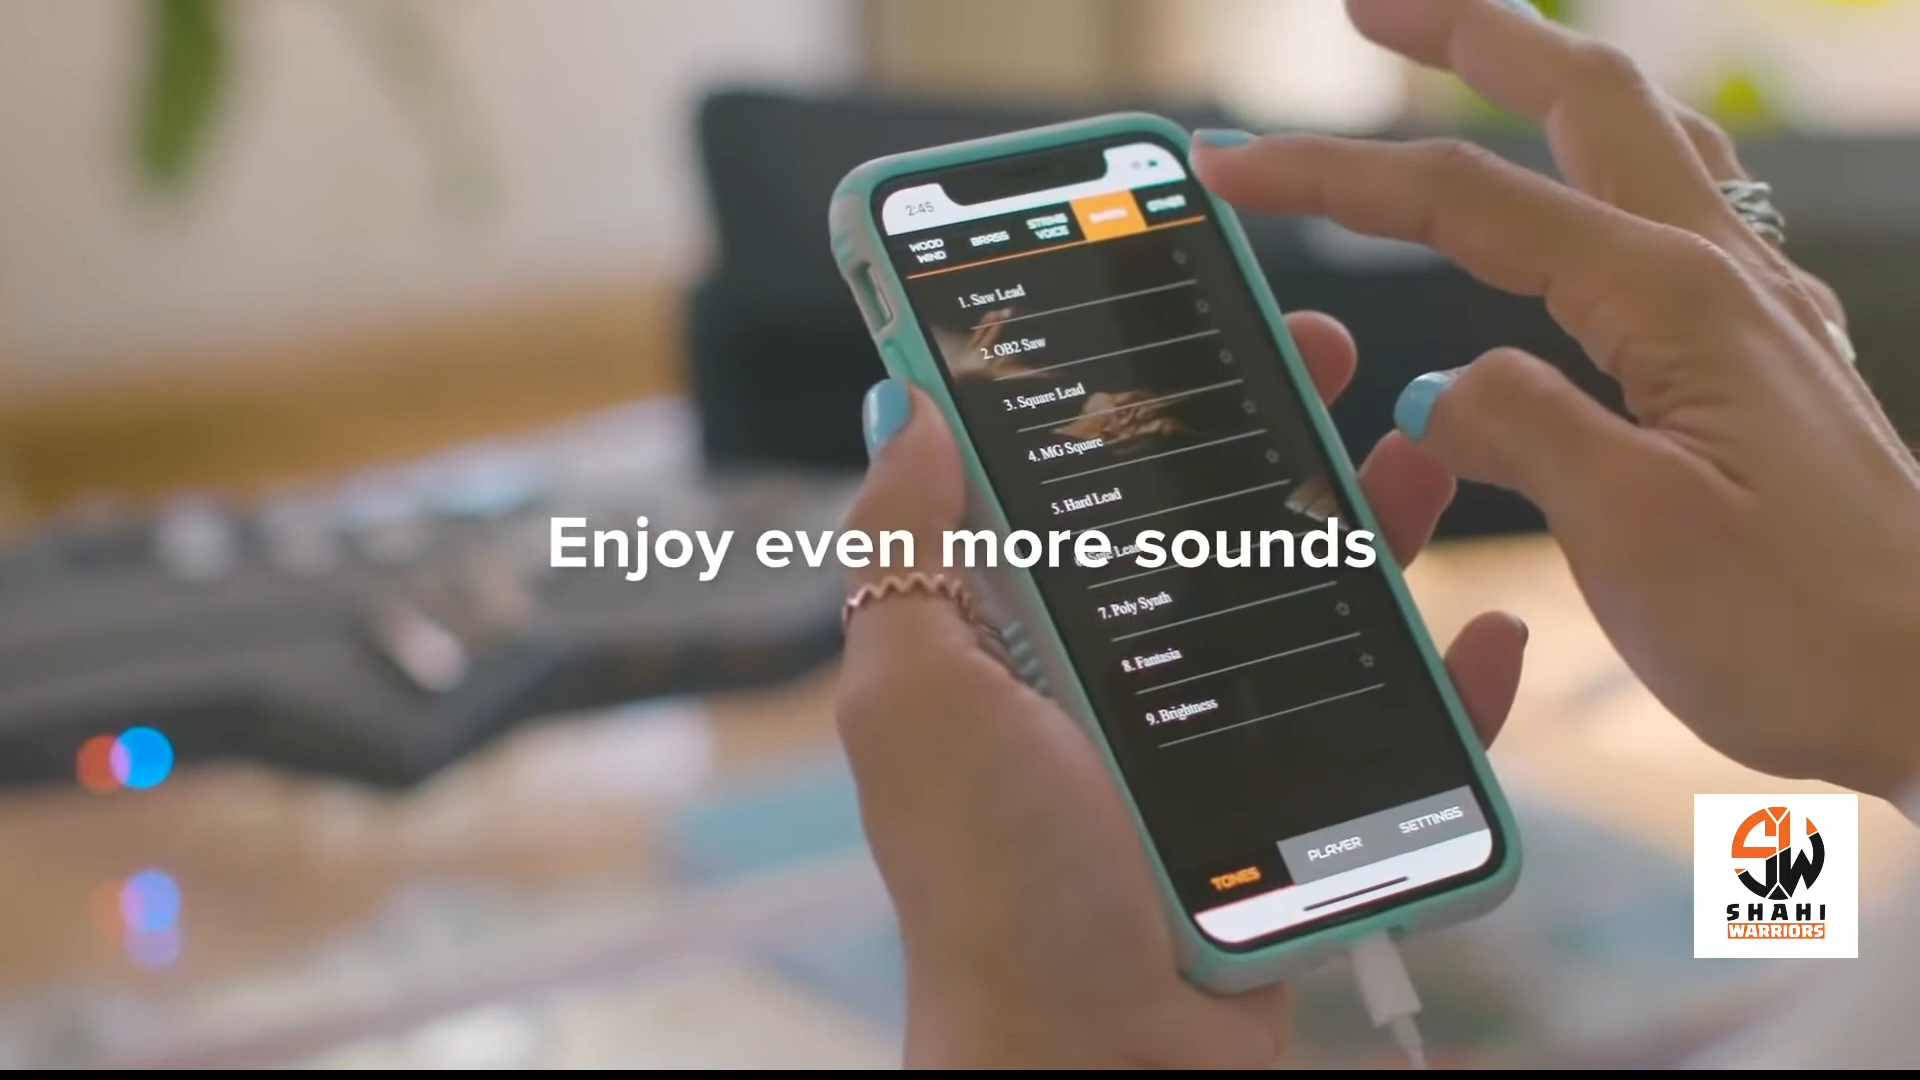 2:45
WOOD
WIND
BRASS
STRING
VOICE
SYNTH
OTHER
1. Saw Lead
2. OB2 Saw
3. Square Lead
4. MG Square
5. Hard Lead
Enjoy even more sounds
7. Poly Synth
8. Fantasia
9. Brightness
TONES
PLAYER
SETTINGS
SHAHI
WARRIORS